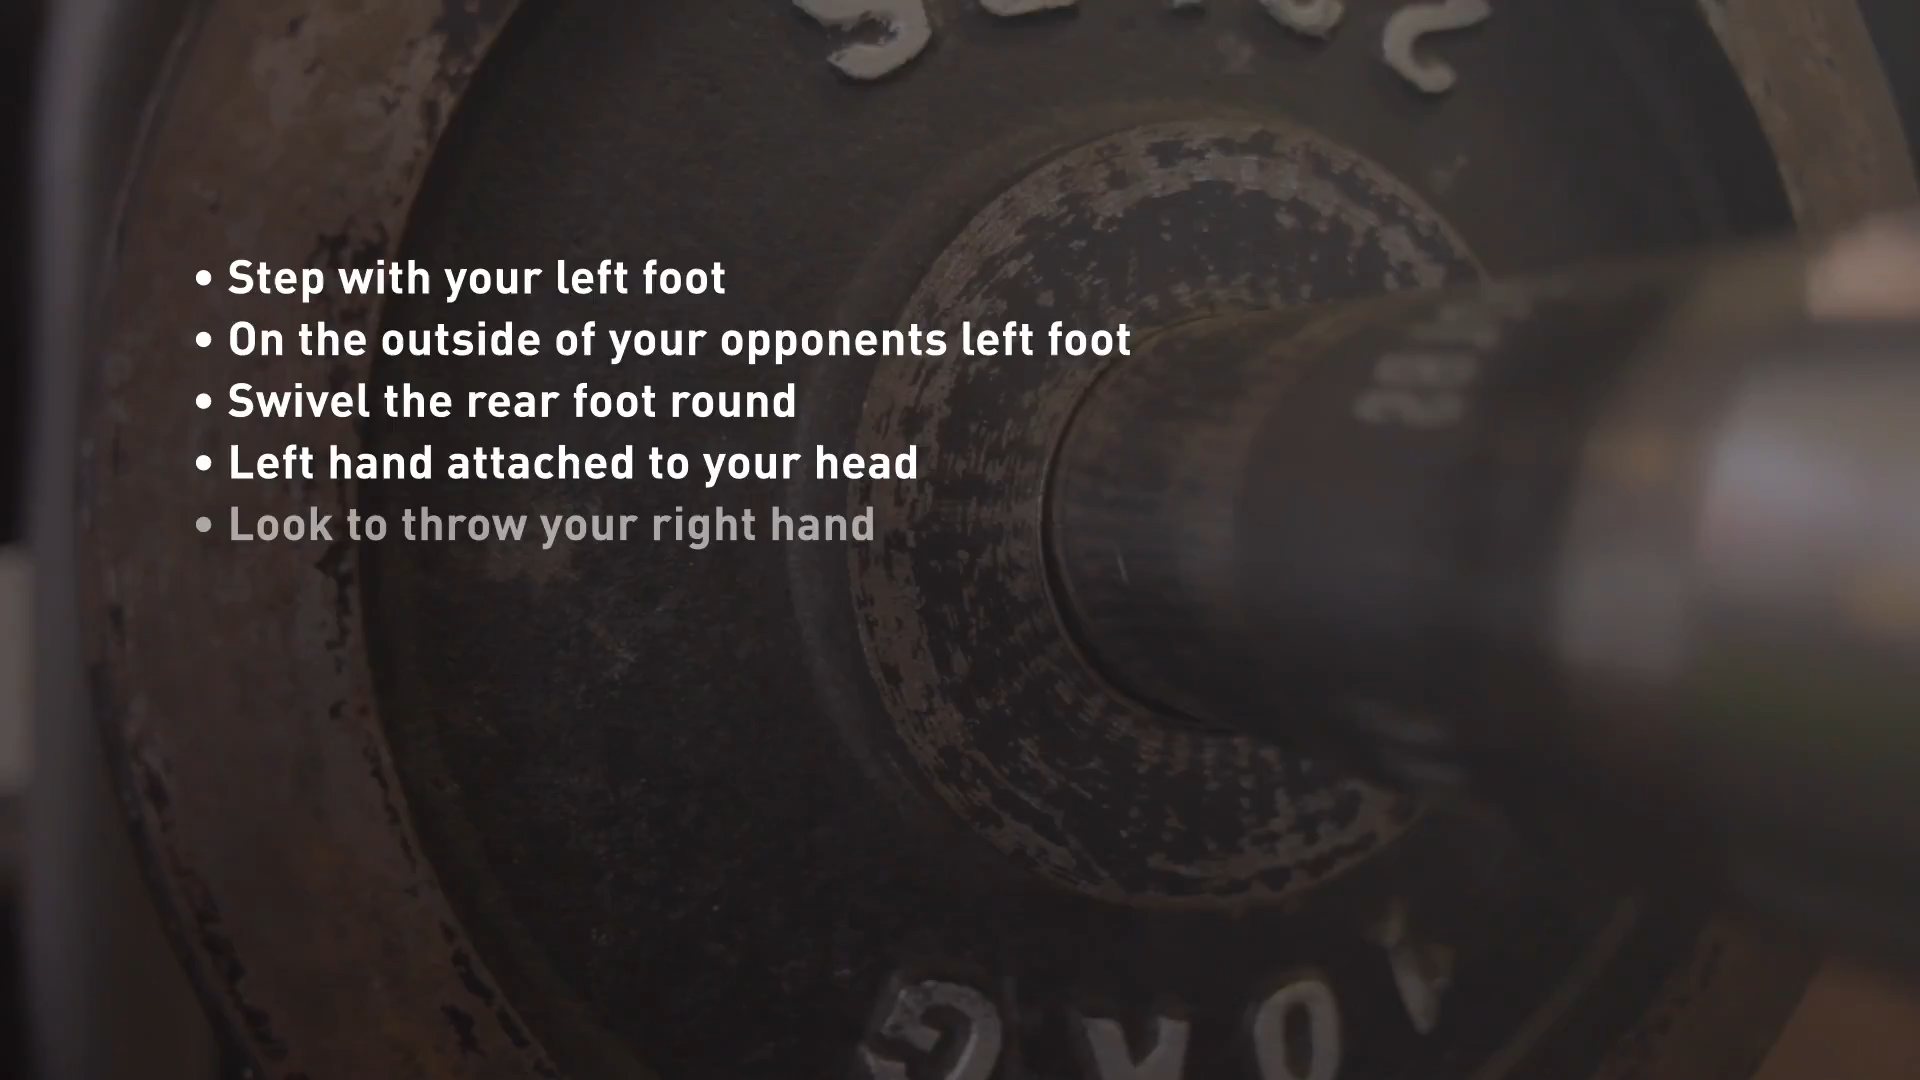 • Step with your left foot
• On the outside of your opponents left foot
• Swivel the rear foot round
• Left hand attached to your head
• Look to throw your right hand